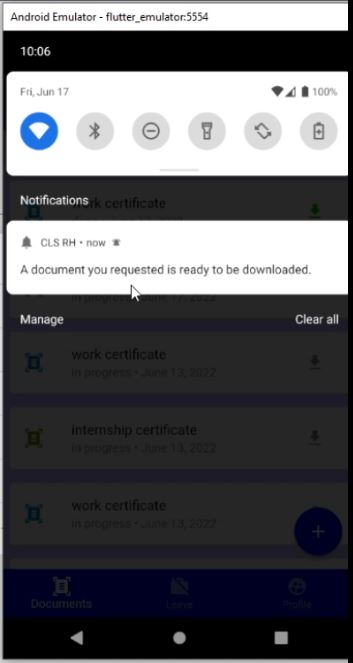 Android Emulator - flutter_emulator:5554
10:06
Fri, Jun 17
100%
Notifications
work certificate
CLS RH • now
A document you requested is ready to be downloaded.
in progress • June 17, 2022
Manage
Clear all
work certificate
in progress • June 13, 2022
internship certificate
in progress • June 13, 2022
work certificate
in progress • June 13, 2022
+
Documents
Leave
Profile